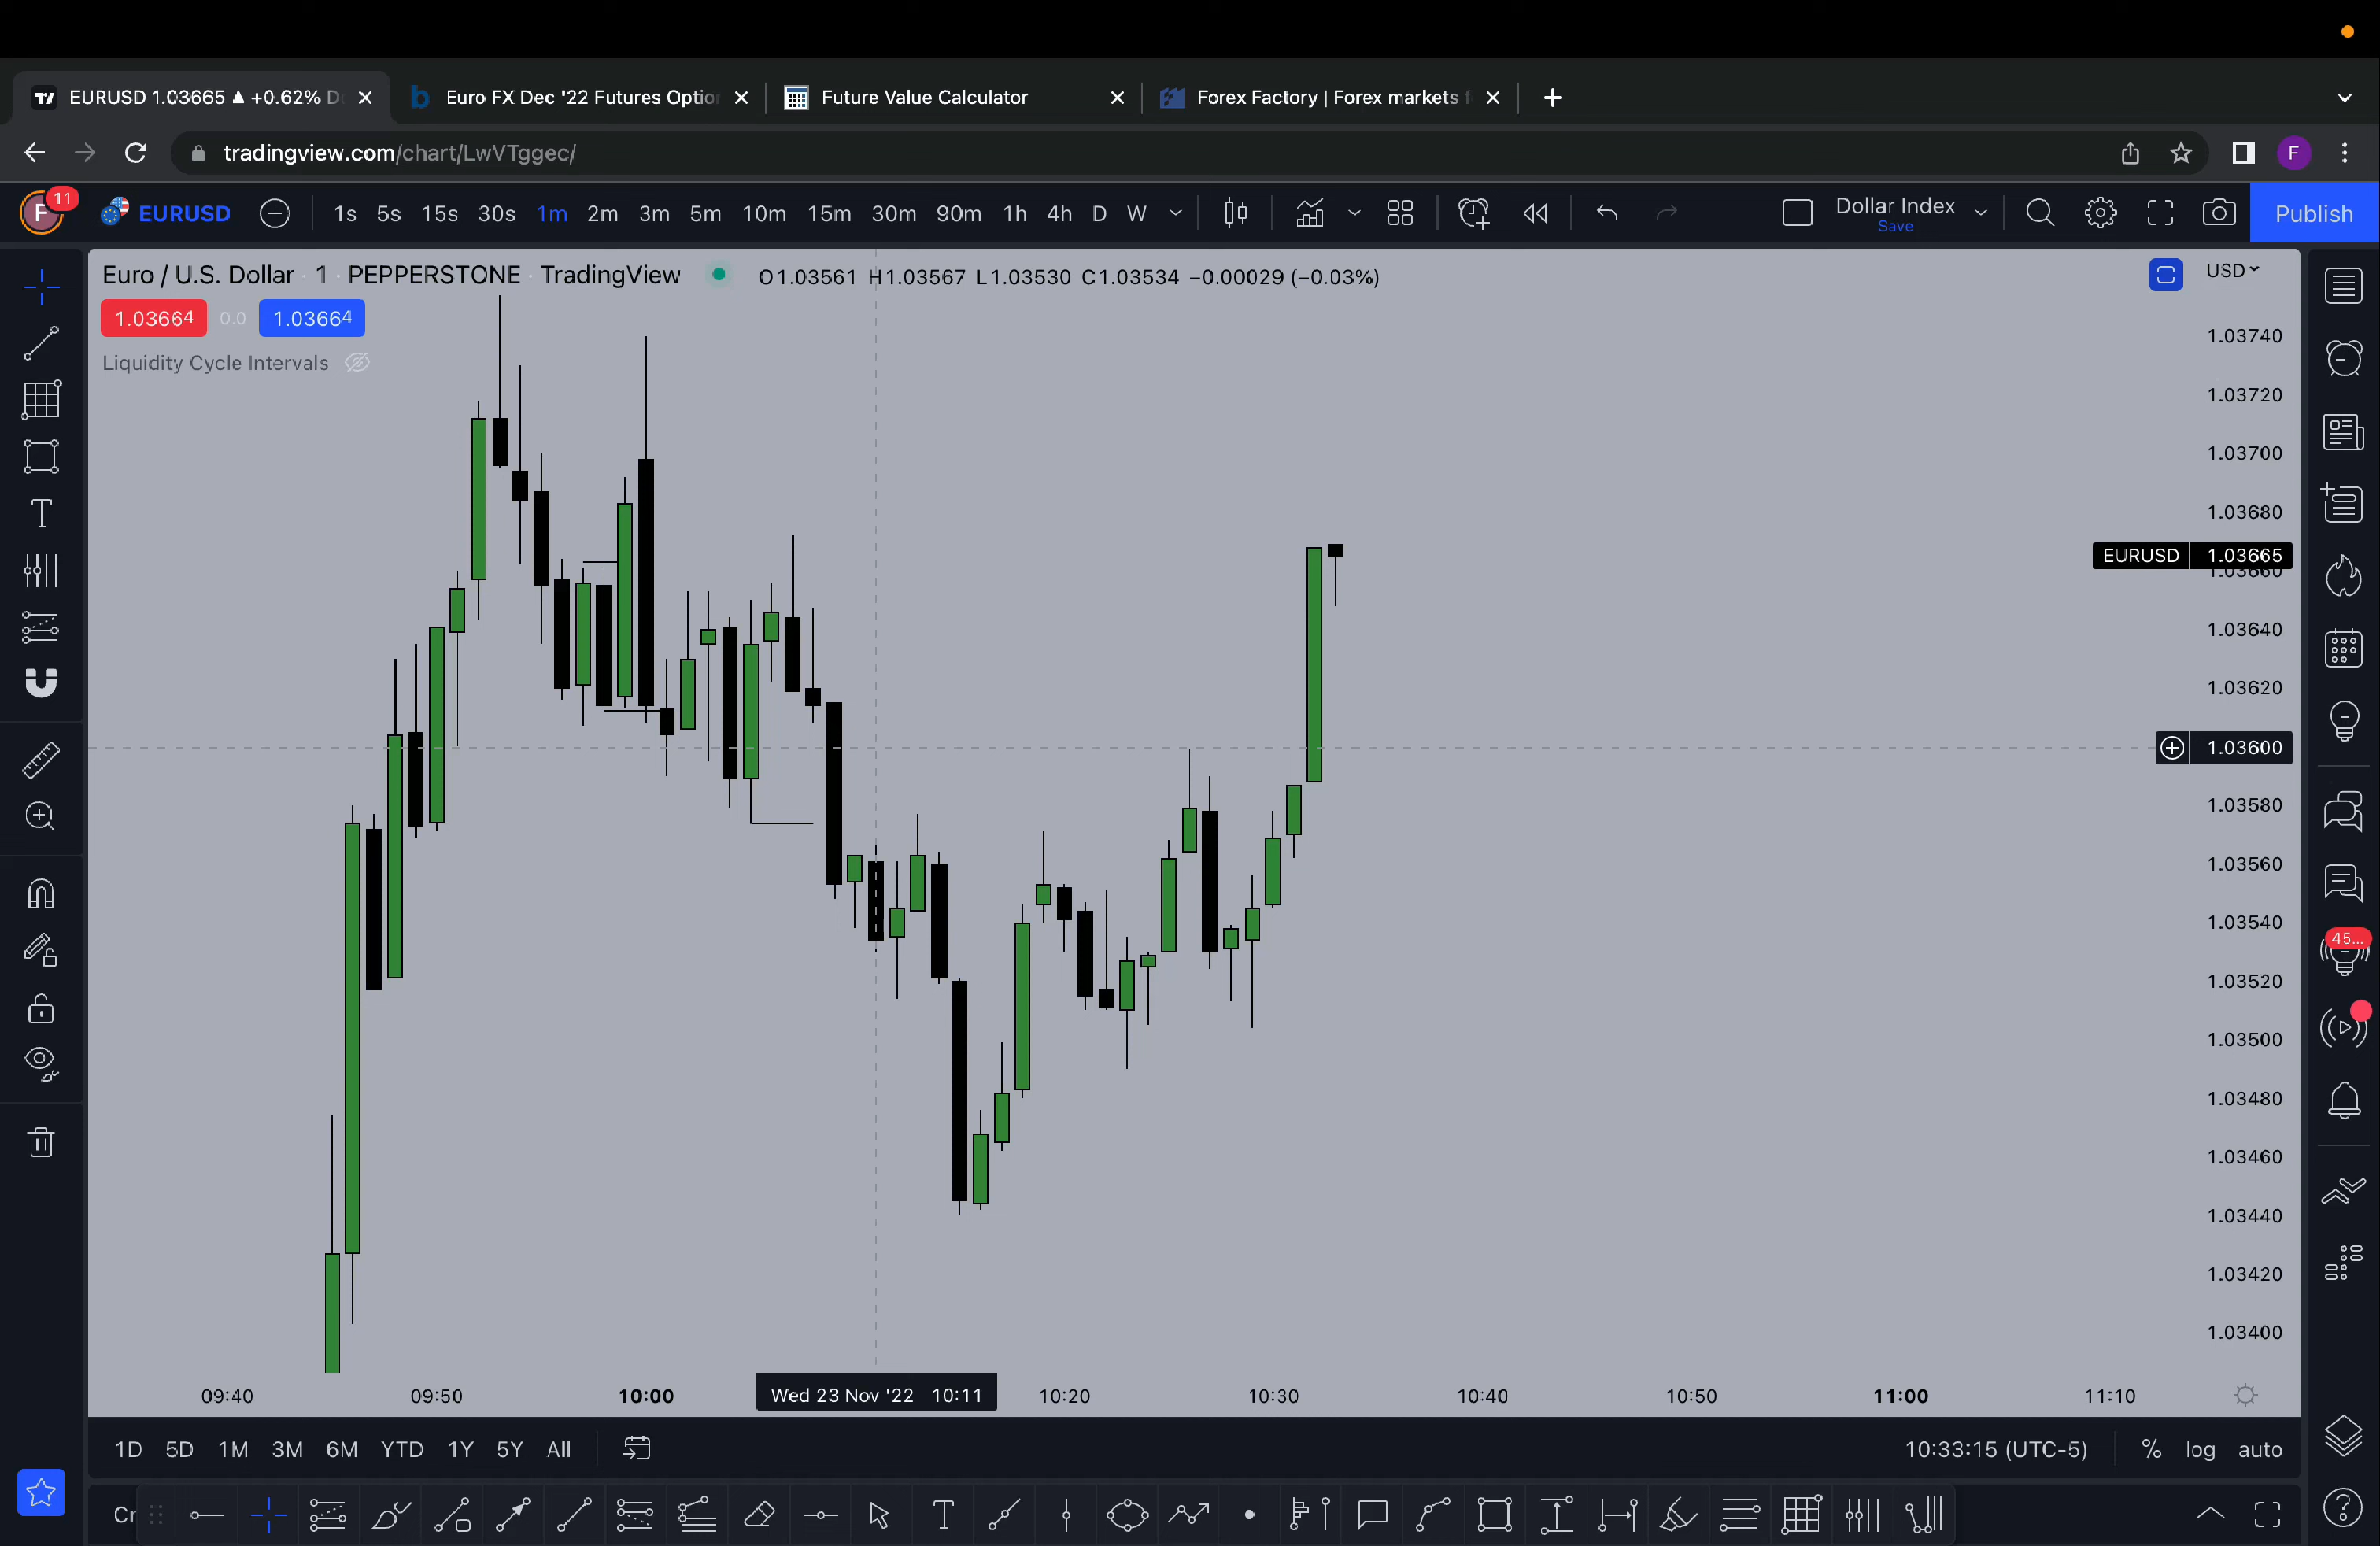 EURUSD 1.03665 ▲ +0.62% Do
Euro FX Dec '22 Futures Option
Future Value Calculator
Forex Factory | Forex markets f
tradingview.com/chart/LwVTggec/
F
F
11
EURUSD
1s 5s 15s 30s 1m 2m 3m 5m 10m 15m 30m 90m 1h 4h D W
Dollar Index
Save
Publish
Euro / U.S. Dollar · 1 · PEPPERSTONE · TradingView
O1.03561 H1.03567 L1.03530 C1.03534 −0.00029 (−0.03%)
USD
1.03664 0.0 1.03664
Liquidity Cycle Intervals
1.03740
1.03720
1.03700
1.03680
EURUSD 1.03665
1.03660
1.03640
1.03620
1.03600
1.03580
1.03560
1.03540
1.03520
1.03500
1.03480
1.03460
1.03440
1.03420
1.03400
45...
09:40 09:50 10:00 Wed 23 Nov '22 10:11 10:20 10:30 10:40 10:50 11:00 11:10
1D 5D 1M 3M 6M YTD 1Y 5Y All
10:33:15 (UTC-5) % log auto
Cr